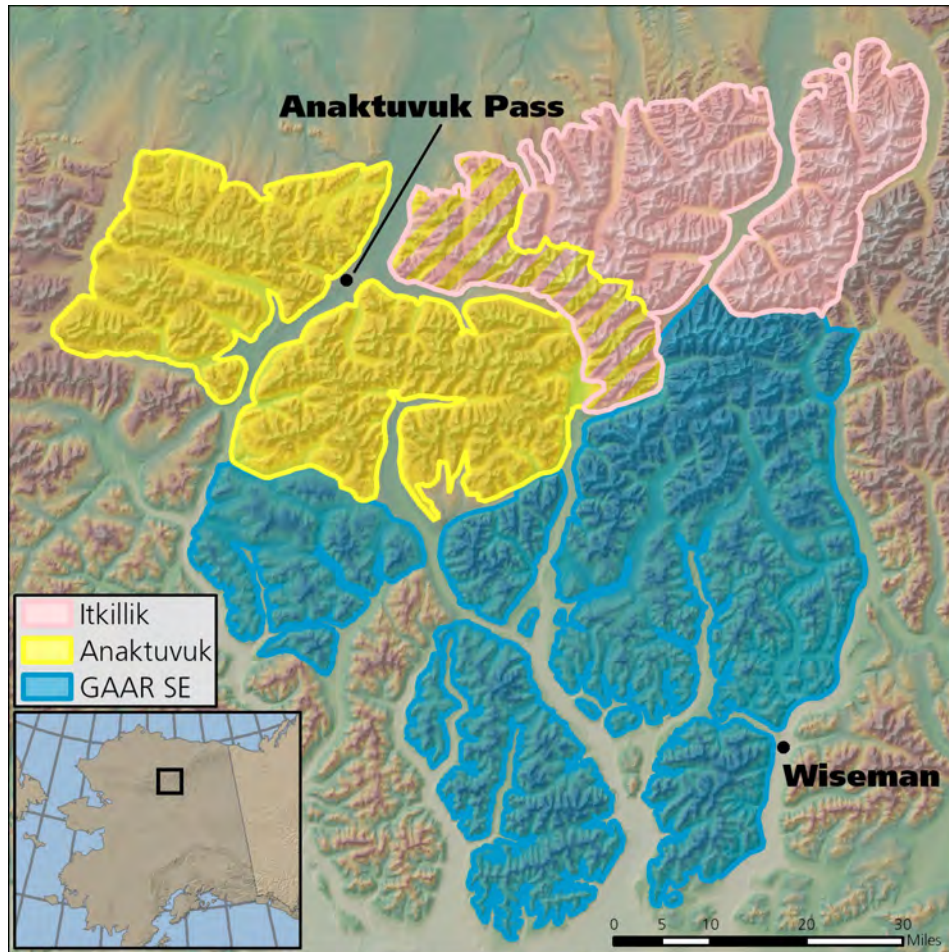 Anaktuvuk Pass
Itkillik
Anaktuvuk
GAAR SE
Wiseman
0 5 10 20 30
Miles